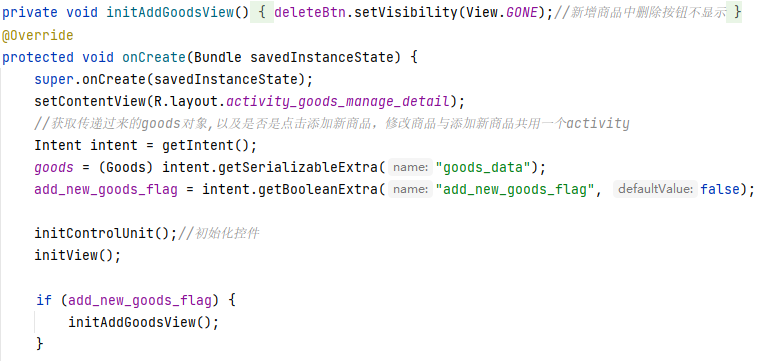 private void initAddGoodsView() { deleteBtn.setVisibility(View.GONE);//新增商品中删除按钮不显示 }
@Override
protected void onCreate(Bundle savedInstanceState) {
super.onCreate(savedInstanceState);
setContentView(R.layout.activity_goods_manage_detail);
//获取传递过来的goods对象,以及是否是点击添加新商品，修改商品与添加新商品共用一个activity
Intent intent = getIntent();
goods = (Goods) intent.getSerializableExtra( name: "goods_data");
add_new_goods_flag = intent.getBooleanExtra( name: "add_new_goods_flag", defaultValue: false);
initControlUnit();//初始化控件
initView();
if (add_new_goods_flag) {
initAddGoodsView();
}